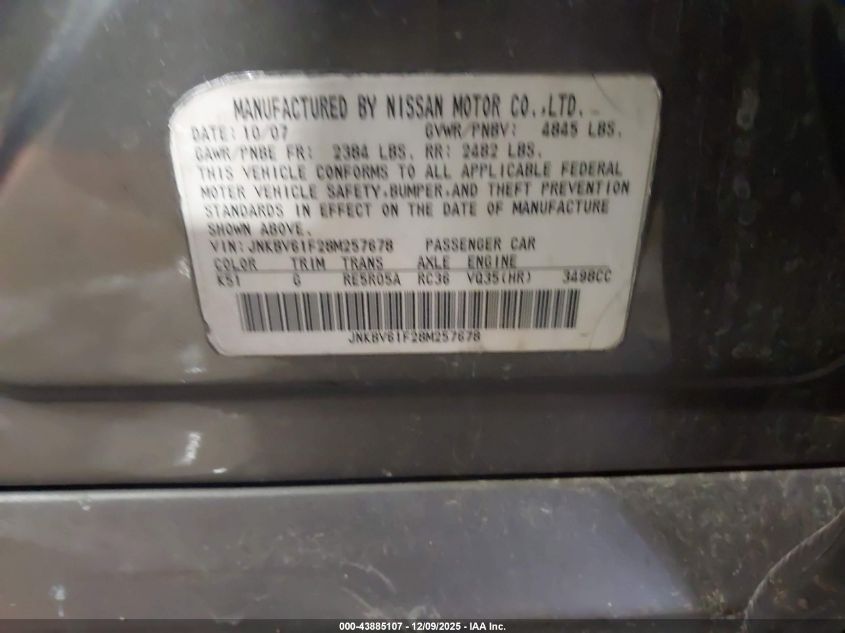 MANUFACTURED BY NISSAN MOTOR CO.,LTD.
DATE: 10/07 GVWR/PNBV: 4845 LBS.
GAWR/PNBE FR: 2384 LBS. RR: 2482 LBS.
THIS VEHICLE CONFORMS TO ALL APPLICABLE FEDERAL
MOTOR VEHICLE SAFETY,BUMPER,AND THEFT PREVENTION
STANDARDS IN EFFECT ON THE DATE OF MANUFACTURE
SHOWN ABOVE.
VIN: JNKBV61F28M257678 PASSENGER CAR
COLOR TRIM TRANS AXLE ENGINE
K51 G RE5R05A RC36 VQ35(HR) 3498CC
JNKBV61F28M257678
000-43885107 | 12/09/2025 - IAA Inc.